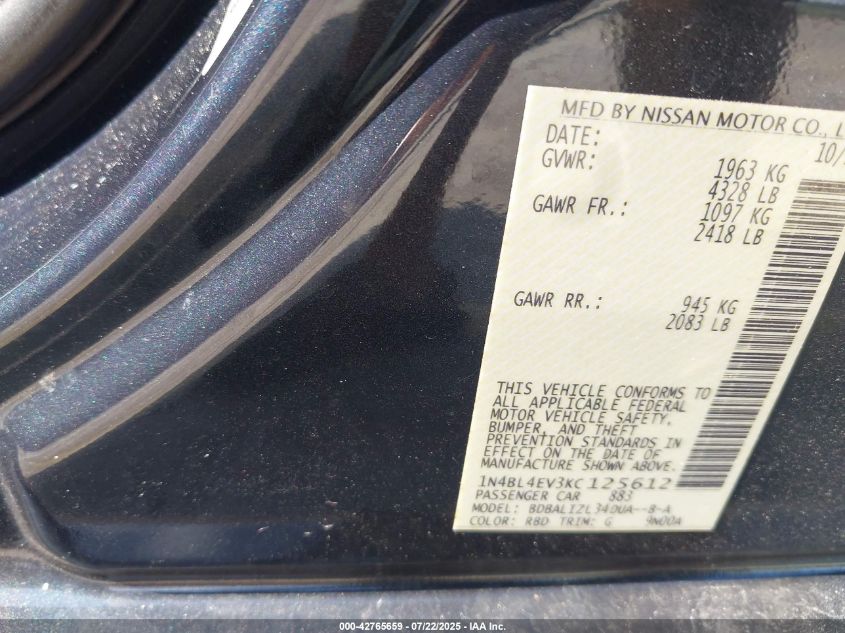 MFD BY NISSAN MOTOR CO., L
DATE: 10/
GVWR: 1963 KG
4328 LB
GAWR FR.: 1097 KG
2418 LB
GAWR RR.: 945 KG
2083 LB
THIS VEHICLE CONFORMS TO
ALL APPLICABLE FEDERAL
MOTOR VEHICLE SAFETY,
BUMPER, AND THEFT
PREVENTION STANDARDS IN
EFFECT ON THE DATE OF
MANUFACTURE SHOWN ABOVE.
1N4BL4EV3KC125612
PASSENGER CAR 883
MODEL: BDBALIZL34DUA--B-A
COLOR: RBD TRIM: G 9N00A
000-42765659 / 07/22/2025 - IAA Inc.